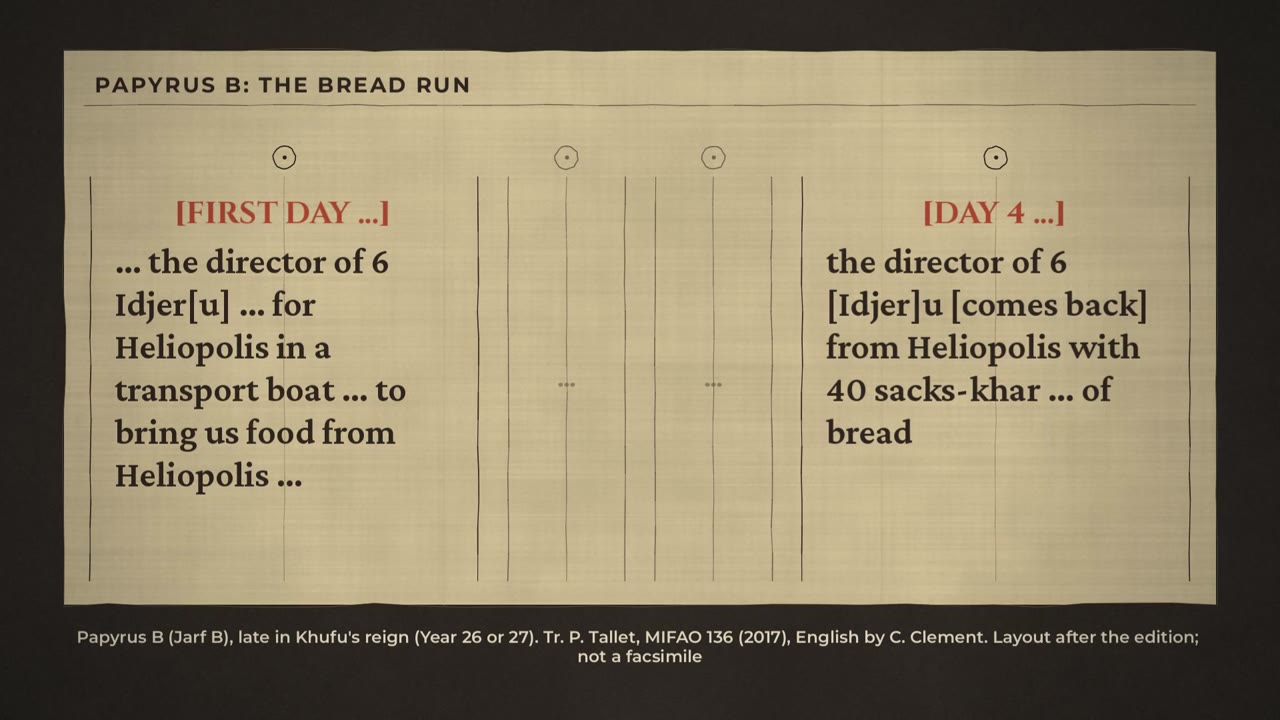 PAPYRUS B: THE BREAD RUN
[FIRST DAY ...]
... the director of 6
Idjer[u] ... for
Heliopolis in a
transport boat ... to
bring us food from
Heliopolis ...
...
...
[DAY 4 ...]
the director of 6
[Idjer]u [comes back]
from Heliopolis with
40 sacks-khar ... of
bread
Papyrus B (Jarf B), late in Khufu's reign (Year 26 or 27). Tr. P. Tallet, MIFAO 136 (2017), English by C. Clement. Layout after the edition;
not a facsimile